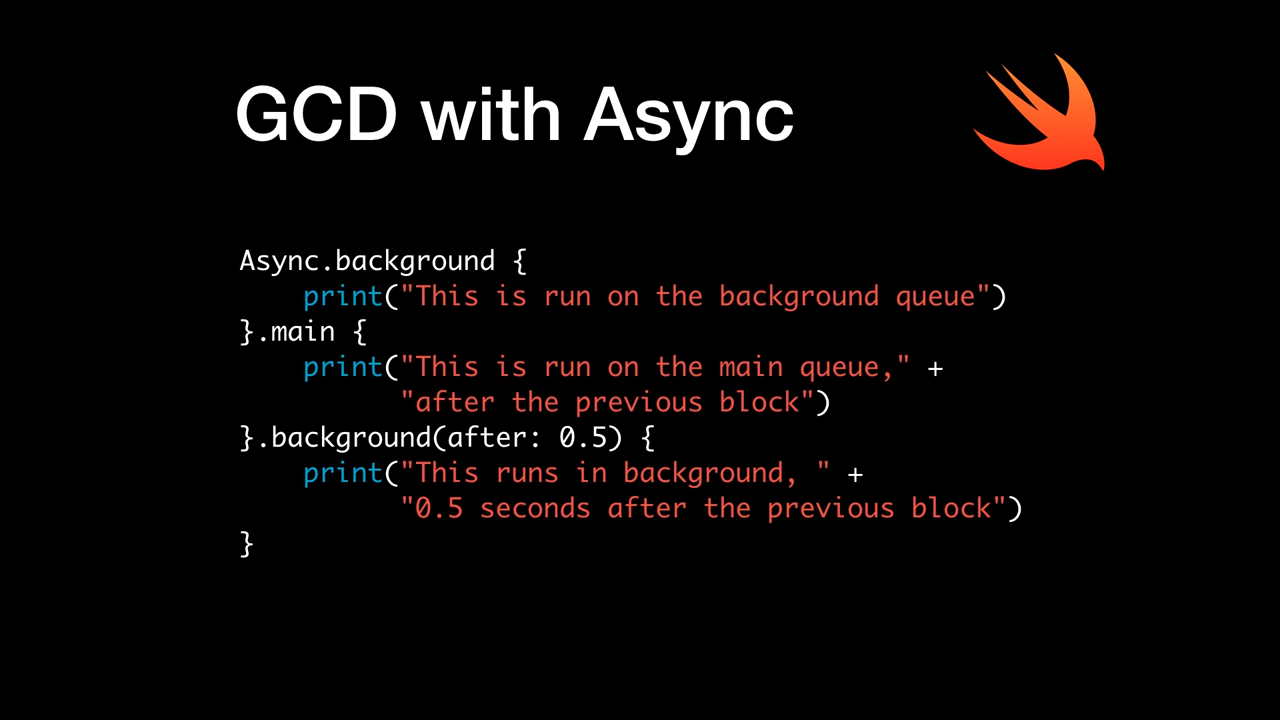 GCD with Async
Async.background {
    print("This is run on the background queue")
}.main {
    print("This is run on the main queue," +
          "after the previous block")
}.background(after: 0.5) {
    print("This runs in background, " +
          "0.5 seconds after the previous block")
}